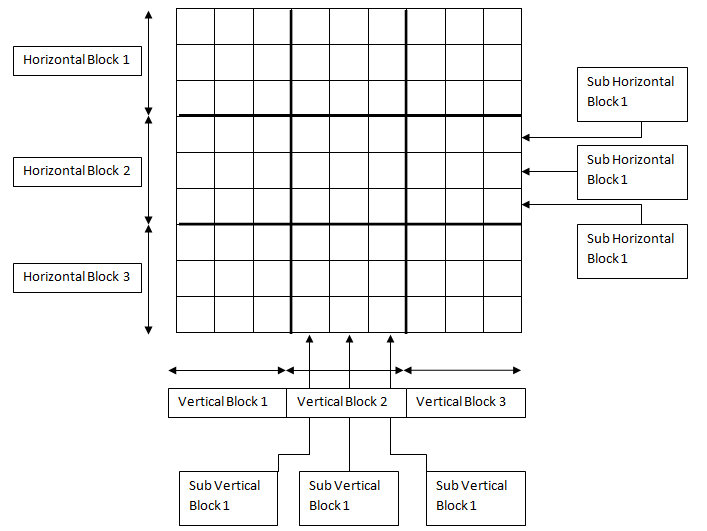 Horizontal Block 1
Sub Horizontal
Block 1
Horizontal Block 2
Sub Horizontal
Block 1
Sub Horizontal
Block 1
Horizontal Block 3
Vertical Block 1
Vertical Block 2
Vertical Block 3
Sub Vertical
Block 1
Sub Vertical
Block 1
Sub Vertical
Block 1